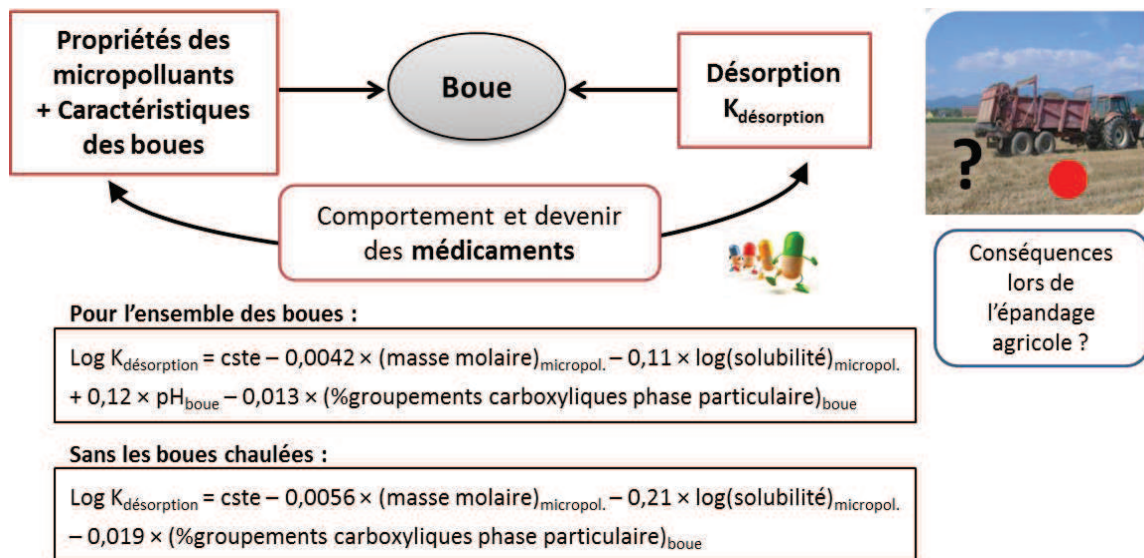 Propriétés des
micropolluants
+ Caractéristiques
des boues
Boue
Désorption
Kdésorption
?
Comportement et devenir
des médicaments
Conséquences
lors de
l'épandage
agricole ?
Pour l'ensemble des boues :
Log Kdésorption = cste – 0,0042 × (masse molaire)micropol. – 0,11 × log(solubilité)micropol.
+ 0,12 × pHboue – 0,013 × (%groupements carboxyliques phase particulaire)boue
Sans les boues chaulées :
Log Kdésorption = cste – 0,0056 × (masse molaire)micropol. – 0,21 × log(solubilité)micropol.
– 0,019 × (%groupements carboxyliques phase particulaire)boue